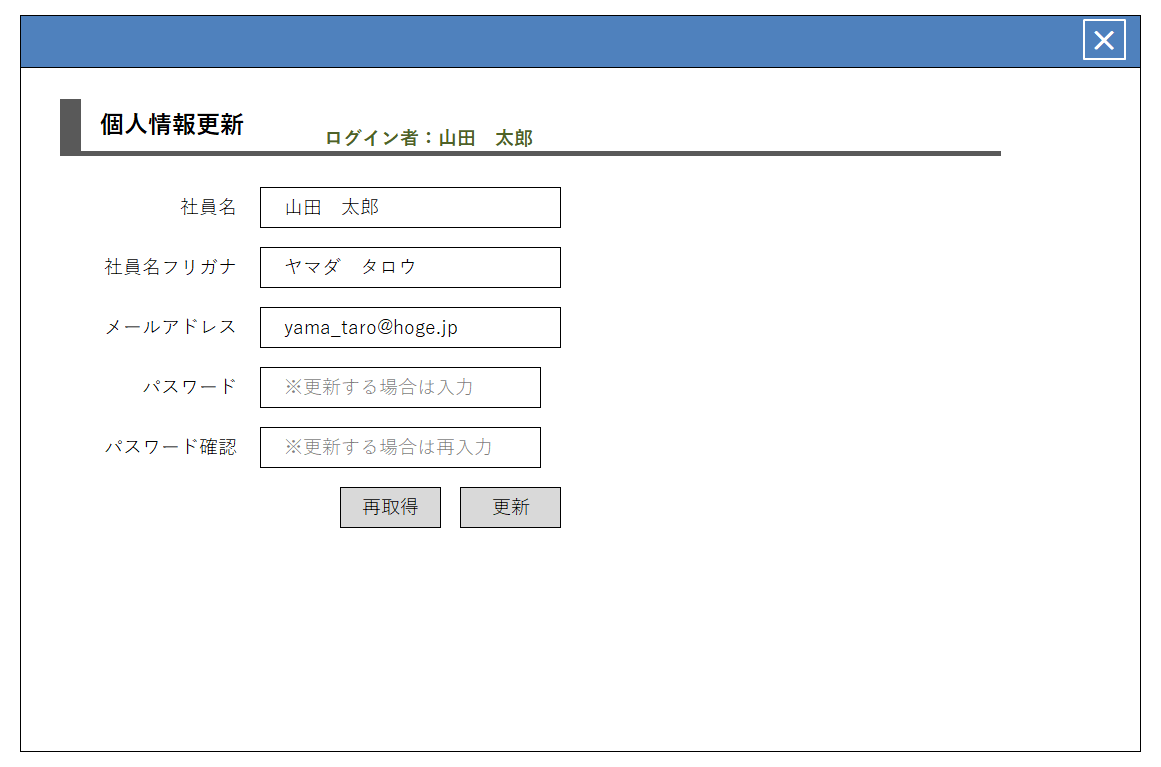 個人情報更新
ログイン者：山田　太郎
社員名 山田　太郎
社員名フリガナ ヤマダ　タロウ
メールアドレス yama_taro@hoge.jp
パスワード ※更新する場合は入力
パスワード確認 ※更新する場合は再入力
再取得 更新